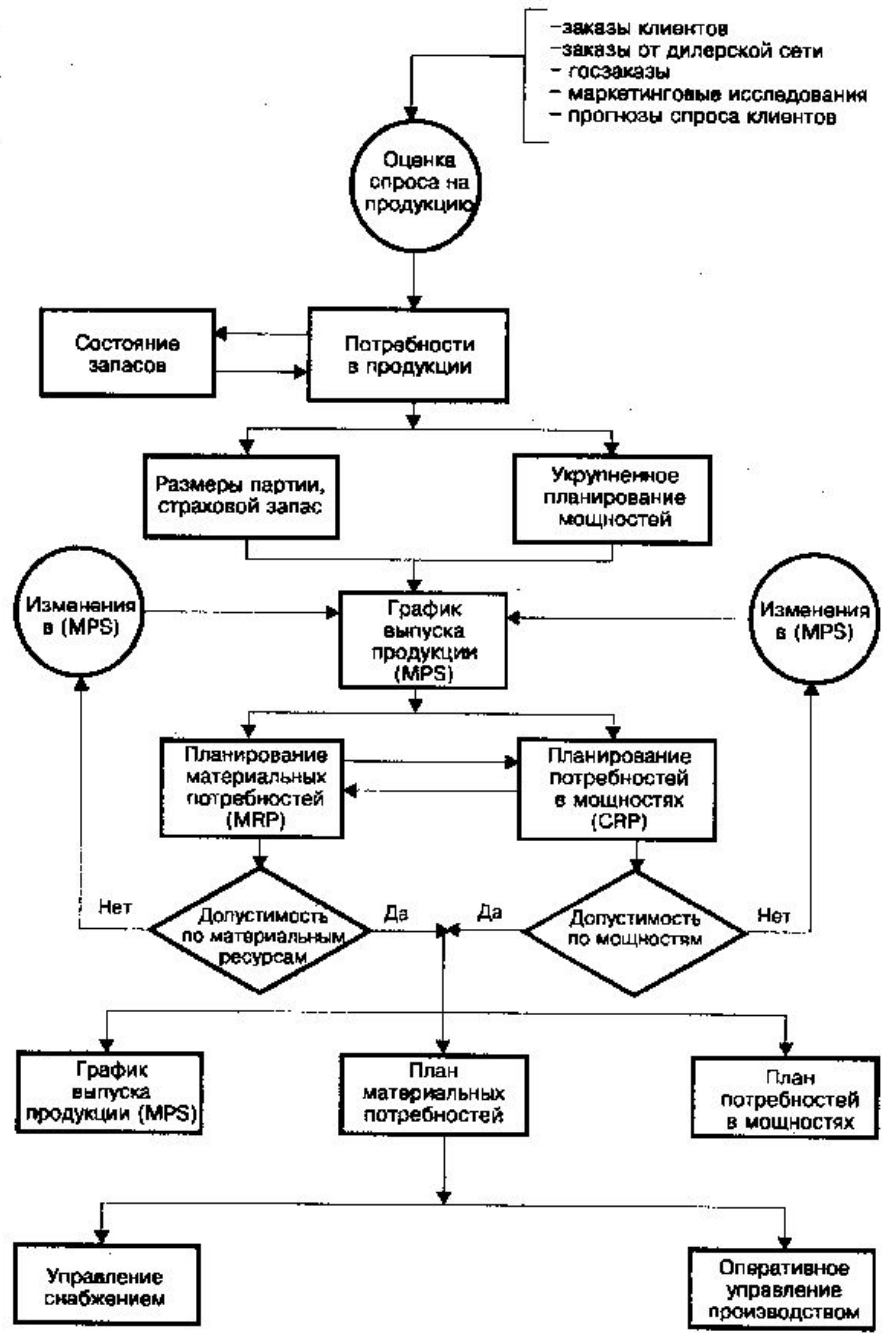 -заказы клиентов
-заказы от дилерской сети
- госзаказы
- маркетинговые исследования
- прогнозы спроса клиентов
Оценка
спроса на
продукцию
Состояние
запасов
Потребности
в продукции
Размеры партии,
страховой запас
Укрупненное
планирование
мощностей
Изменения
в (MPS)
График
выпуска
продукции
(MPS)
Изменения
в (MPS)
Планирование
материальных
потребностей
(MRP)
Планирование
потребностей
в мощностях
(CRP)
Нет
Допустимость
по материальным
ресурсам
Да
Да
Допустимость
по мощностям
Нет
График
выпуска
продукции (MPS)
План
материальных
потребностей
План
потребностей
в мощностях
Управление
снабжением
Оперативное
управление
производством